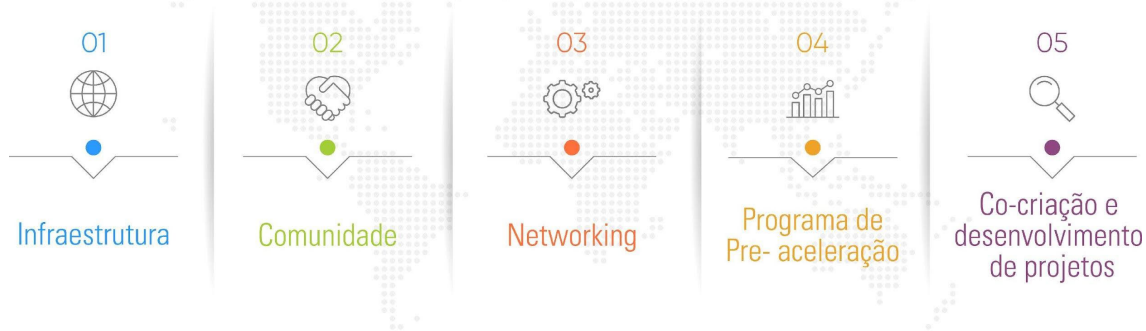 01
Infraestrutura
02
Comunidade
03
Networking
04
Programa de
Pre- aceleração
05
Co-criação e
desenvolvimento
de projetos